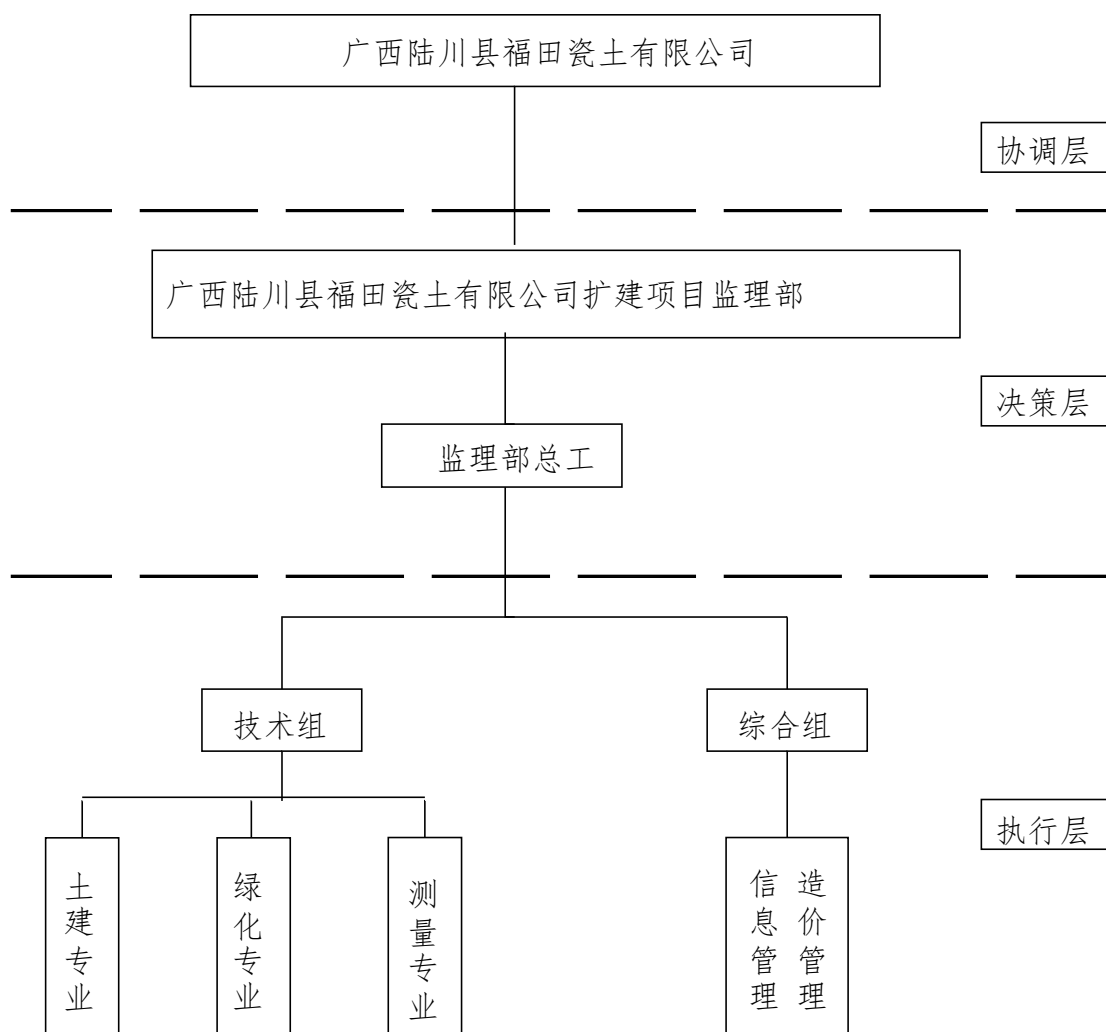 广西陆川县福田瓷土有限公司
协调层
广西陆川县福田瓷土有限公司扩建项目监理部
决策层
监理部总工
技术组
综合组
执行层
土建专业
绿化专业
测量专业
信息管理
造价管理